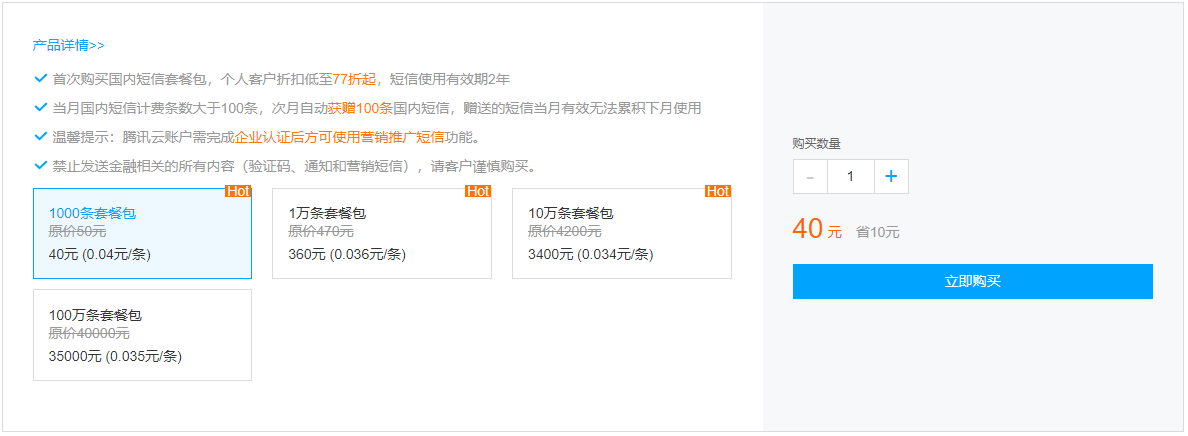 产品详情>>
首次购买国内短信套餐包，个人客户折扣低至77折起，短信使用有效期2年
当月国内短信计费条数大于100条，次月自动获赠100条国内短信，赠送的短信当月有效无法累积下月使用
温馨提示：腾讯云账户需完成企业认证后方可使用营销推广短信功能。
禁止发送金融相关的所有内容（验证码、通知和营销短信），请客户谨慎购买。
Hot
1000条套餐包
原价50元
40元 (0.04元/条)
Hot
1万条套餐包
原价470元
360元 (0.036元/条)
Hot
10万条套餐包
原价4200元
3400元 (0.034元/条)
100万条套餐包
原价40000元
35000元 (0.035元/条)
购买数量
- 1 +
40 元 省10元
立即购买